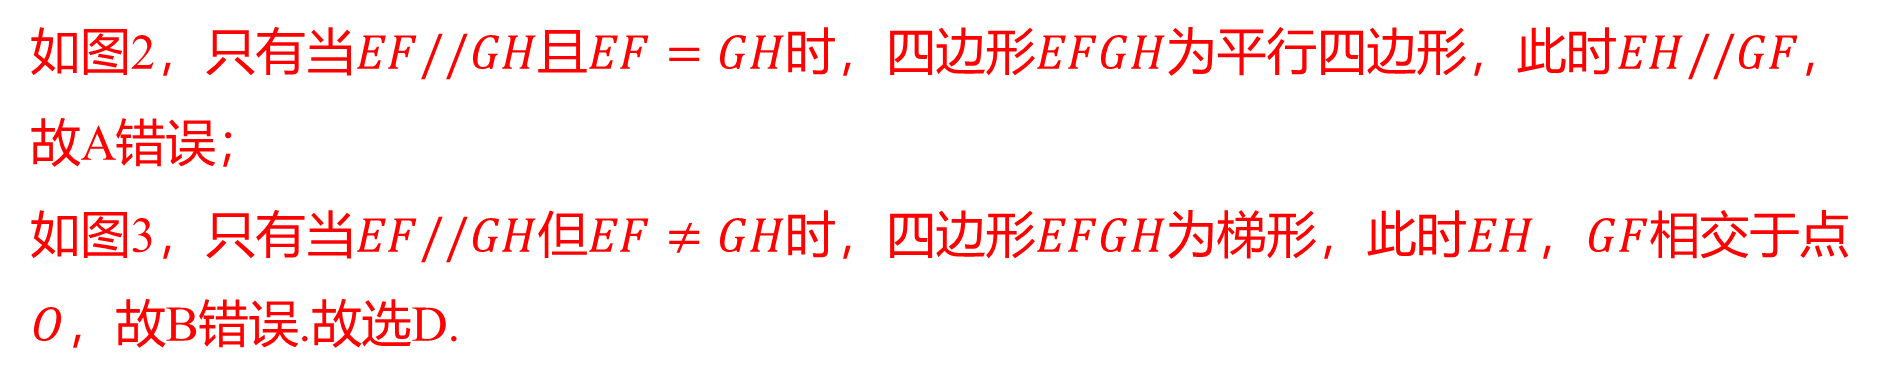 如图2，只有当EF//GH且EF = GH时，四边形EFGH为平行四边形，此时EH//GF，
故A错误；
如图3，只有当EF//GH但EF ≠ GH时，四边形EFGH为梯形，此时EH，GF相交于点
O，故B错误.故选D.